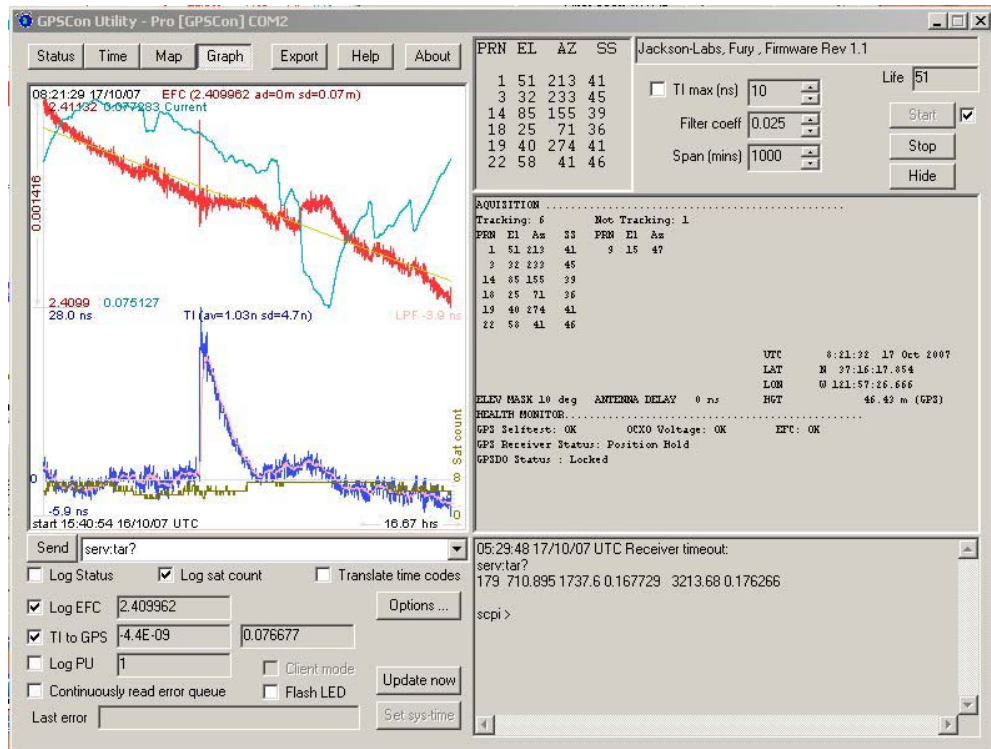 GPSCon Utility - Pro [GPSCon] COM2
Status Time Map Graph Export Help About
08:21:29 17/10/07 EFC (2.409962 ad=0m sd=0.07m)
2.41132 0.077283 Current
0.001416
2.4099 0.075127
28.0 ns TI (av=1.03n sd=4.7n) LPF -3.9 ns
0
8 Sat count
0
-5.9 ns
start 15:40:54 16/10/07 UTC 16.67 hrs
PRN EL AZ SS
1 51 213 41
3 32 233 45
14 85 155 39
18 25 71 36
19 40 274 41
22 58 41 46
Jackson-Labs, Fury , Firmware Rev 1.1
Life 51
TI max (ns) 10
Filter coeff 0.025
Span (mins) 1000
Start
Stop
Hide
AQUISITION ................................................
Tracking: 6 Not Tracking: 1
PRN El Az SS PRN El Az
1 51 213 41 9 15 47
3 32 233 45
14 85 155 39
18 25 71 36
19 40 274 41
22 58 41 46
UTC 8:21:32 17 Oct 2007
LAT N 37:16:17.854
LON W 121:57:26.666
ELEV MASK 10 deg ANTENNA DELAY 0 ns HGT 46.43 m (GPS)
HEALTH MONITOR................................................
GPS Selftest: OK OCXO Voltage: OK EFC: OK
GPS Receiver Status: Position Hold
GPSDO Status : Locked
Send serv:tar?
Log Status Log sat count Translate time codes
Log EFC 2.409962 Options ...
TI to GPS -4.4E-09 0.076677
Log PU 1 Client mode
Continuously read error queue Flash LED Update now
Last error Set sys-time
05:29:48 17/10/07 UTC Receiver timeout:
serv:tar?
179 710.895 1737.6 0.167729 3213.68 0.176266
scpi >